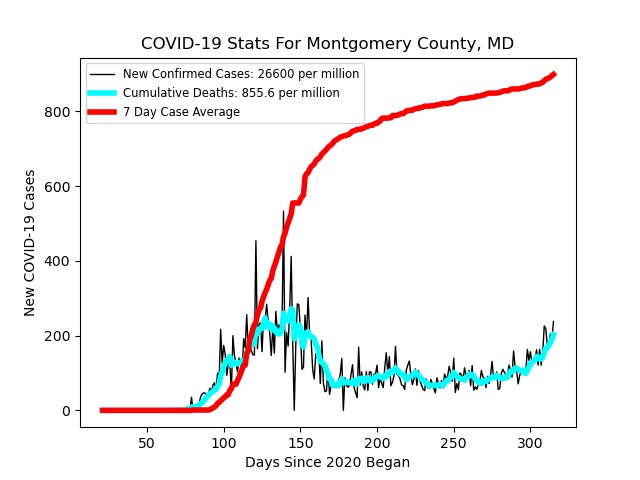 COVID-19 Stats For Montgomery County, MD
New Confirmed Cases: 26600 per million
Cumulative Deaths: 855.6 per million
7 Day Case Average
New COVID-19 Cases
800
600
400
200
0
50 100 150 200 250 300
Days Since 2020 Began